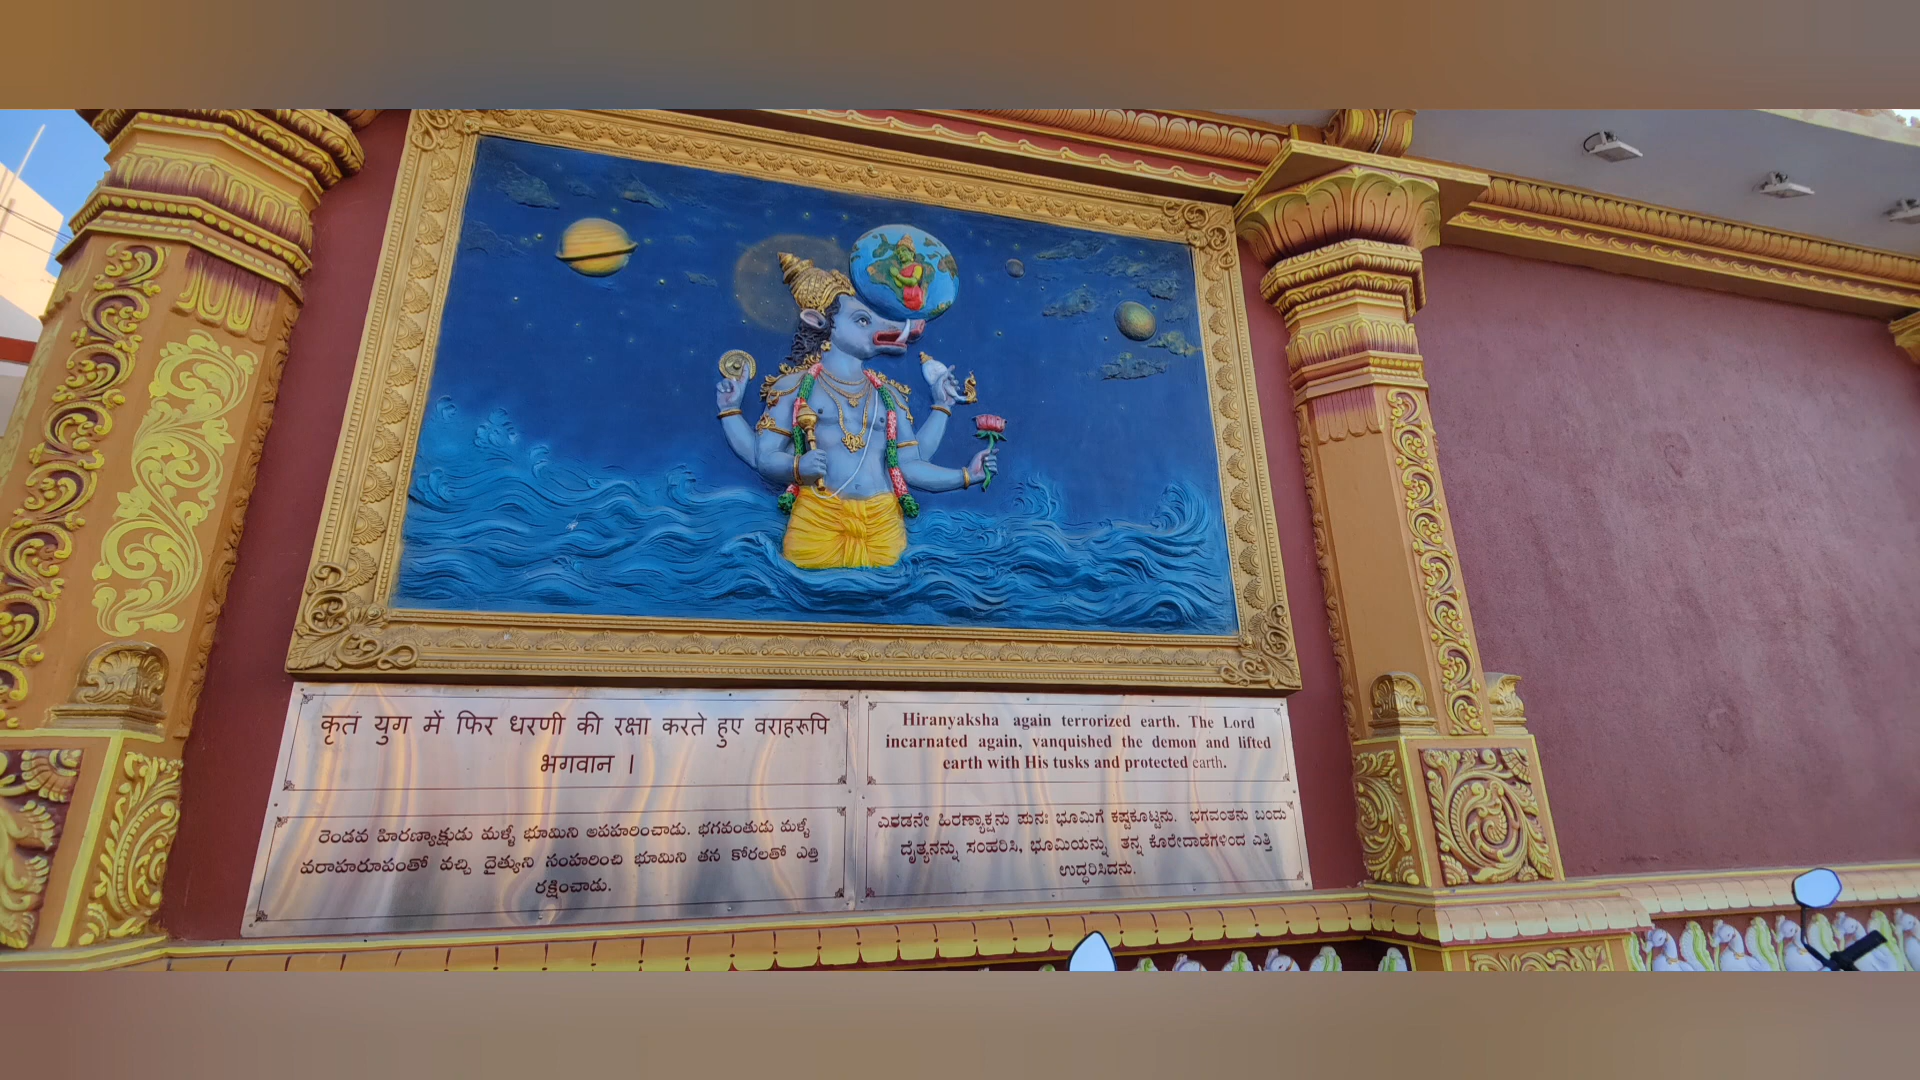 कृत युग में फिर धरणी की रक्षा करते हुए वराहरूपि
भगवान ।
Hiranyaksha again terrorized earth. The Lord
incarnated again, vanquished the demon and lifted
earth with His tusks and protected earth.
రెండవ హిరణ్యాక్షుడు మళ్ళీ భూమిని అపహరించాడు. భగవంతుడు మళ్ళీ
వరాహరూపంతో వచ్చి దైత్యుని సంహరించి భూమిని తన కోరలతో ఎత్తి
రక్షించాడు.
ಎರಡನೇ ಹಿರಣ್ಯಾಕ್ಷನು ಪುನಃ ಭೂಮಿಗೆ ಕಷ್ಟಕೊಟ್ಟನು. ಭಗವಂತನು ಬಂದು
ದೈತ್ಯನನ್ನು ಸಂಹರಿಸಿ, ಭೂಮಿಯನ್ನು ತನ್ನ ಕೊರೇದಾಡೆಗಳಿಂದ ಎತ್ತಿ
ಉದ್ಧರಿಸಿದನು.